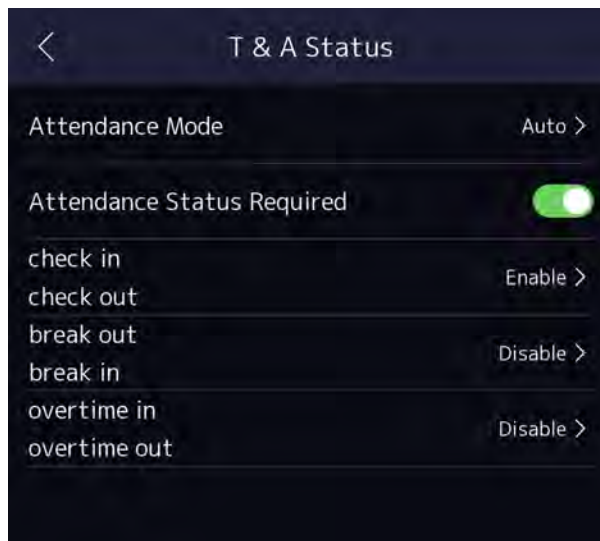 T & A Status
Attendance Mode Auto >
Attendance Status Required
check in
check out
Enable >
break out
break in
Disable >
overtime in
overtime out
Disable >